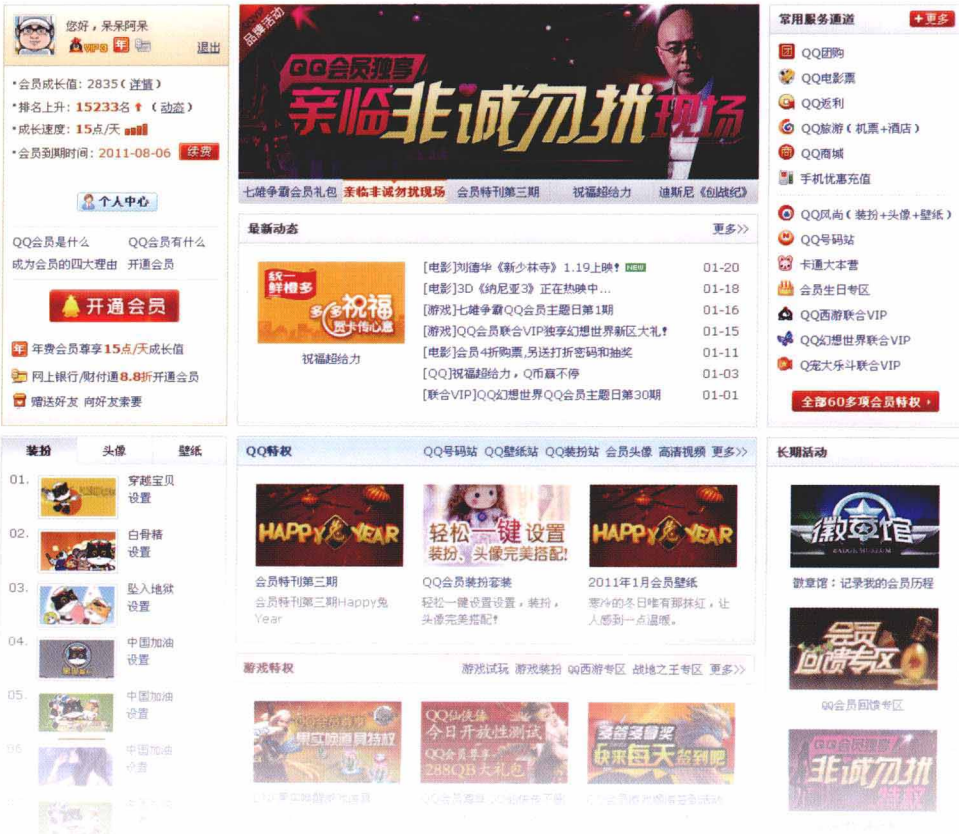 您好，呆呆阿呆
VIP3 年
退出
·会员成长值：2835（详情）
·排名上升：15233名（动态）
·成长速度：15点/天
·会员到期时间：2011-08-06 续费
个人中心
QQ会员是什么 QQ会员有什么
成为会员的四大理由 开通会员
开通会员
年 年费会员尊享15点/天成长值
网上银行/财付通8.8折开通会员
赠送好友 向好友索要
装扮 头像 壁纸
01. 穿越宝贝
设置
02. 白骨精
设置
03. 坠入地狱
设置
04. 中国加油
设置
05. 中国加油
设置
06. 中国加油
设置
品牌活动
QQ会员独享
亲临非诚勿扰现场
七雄争霸会员礼包 亲临非诚勿扰现场 会员特刊第三期 祝福超给力 迪斯尼《创战纪》
最新动态 更多>>
统一
鲜橙多
多多祝福
贺卡传心意
祝福超给力
[电影]刘德华《新少林寺》1.19上映! NEW 01-20
[电影]3D《纳尼亚3》正在热映中... 01-18
[游戏]七雄争霸QQ会员主题日第1期 01-16
[游戏]QQ会员联合VIP独享幻想世界新区大礼! 01-15
[电影]会员4折购票,另送打折密码和抽奖 01-11
[QQ]祝福超给力，Q币赢不停 01-03
[联合VIP]QQ幻想世界QQ会员主题日第30期 01-01
QQ特权 QQ号码站 QQ壁纸站 QQ装扮站 会员头像 高清视频 更多>>
HAPPY兔YEAR
会员特刊第三期
会员特刊第三期Happy兔
Year
轻松一键设置
装扮、头像完美搭配!
QQ会员装扮套装
轻松一键设置设置，装扮，
头像完美搭配!
HAPPY兔YEAR
2011年1月会员壁纸
寒冷的冬日唯有那抹红，让
人感到一点温暖。
游戏特权 游戏试玩 游戏装扮 QQ西游专区 战地之王专区 更多>>
QQ会员尊享
果实候道具特权
QQ仙侠传
今日开放性测试
QQ会员尊享
288QB大礼包
多签多拿奖
快来每天签到吧
常用服务通道 +更多
QQ团购
QQ电影票
QQ返利
QQ旅游（机票+酒店）
QQ商城
手机优惠充值
QQ风尚（装扮+头像+壁纸）
QQ号码站
卡通大本营
会员生日专区
QQ西游联合VIP
QQ幻想世界联合VIP
Q宠大乐斗联合VIP
全部60多项会员特权
长期活动
徽章馆
BADGE MUSEUM
徽章馆：记录我的会员历程
会员
回馈专区
QQ会员回馈专区
QQ会员独享
非诚勿扰
特权